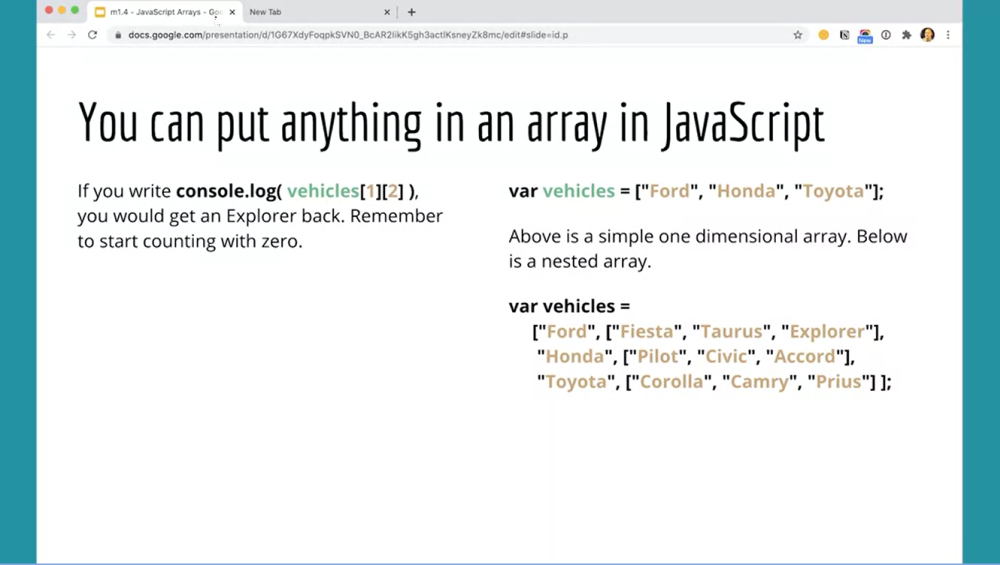 m1.4 - JavaScript Arrays - Goo
New Tab
docs.google.com/presentation/d/1G67XdyFoqpkSVN0_BcAR2IikK5gh3actIKsneyZk8mc/edit#slide=id.p
New
You can put anything in an array in JavaScript
If you write console.log( vehicles[1][2] ),
you would get an Explorer back. Remember
to start counting with zero.
var vehicles = ["Ford", "Honda", "Toyota"];
Above is a simple one dimensional array. Below
is a nested array.
var vehicles =
["Ford", ["Fiesta", "Taurus", "Explorer"],
"Honda", ["Pilot", "Civic", "Accord"],
"Toyota", ["Corolla", "Camry", "Prius"] ];